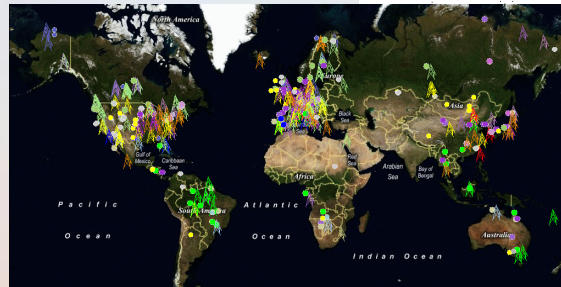 North America
Europe
Asia
Black
Sea
Gulf of
Mexico
Caribbean
Sea
Africa
Red
Sea
Arabian
Sea
Bay of
Bengal
South America
Pacific
Ocean
Atlantic
Ocean
Indian Ocean
Australia